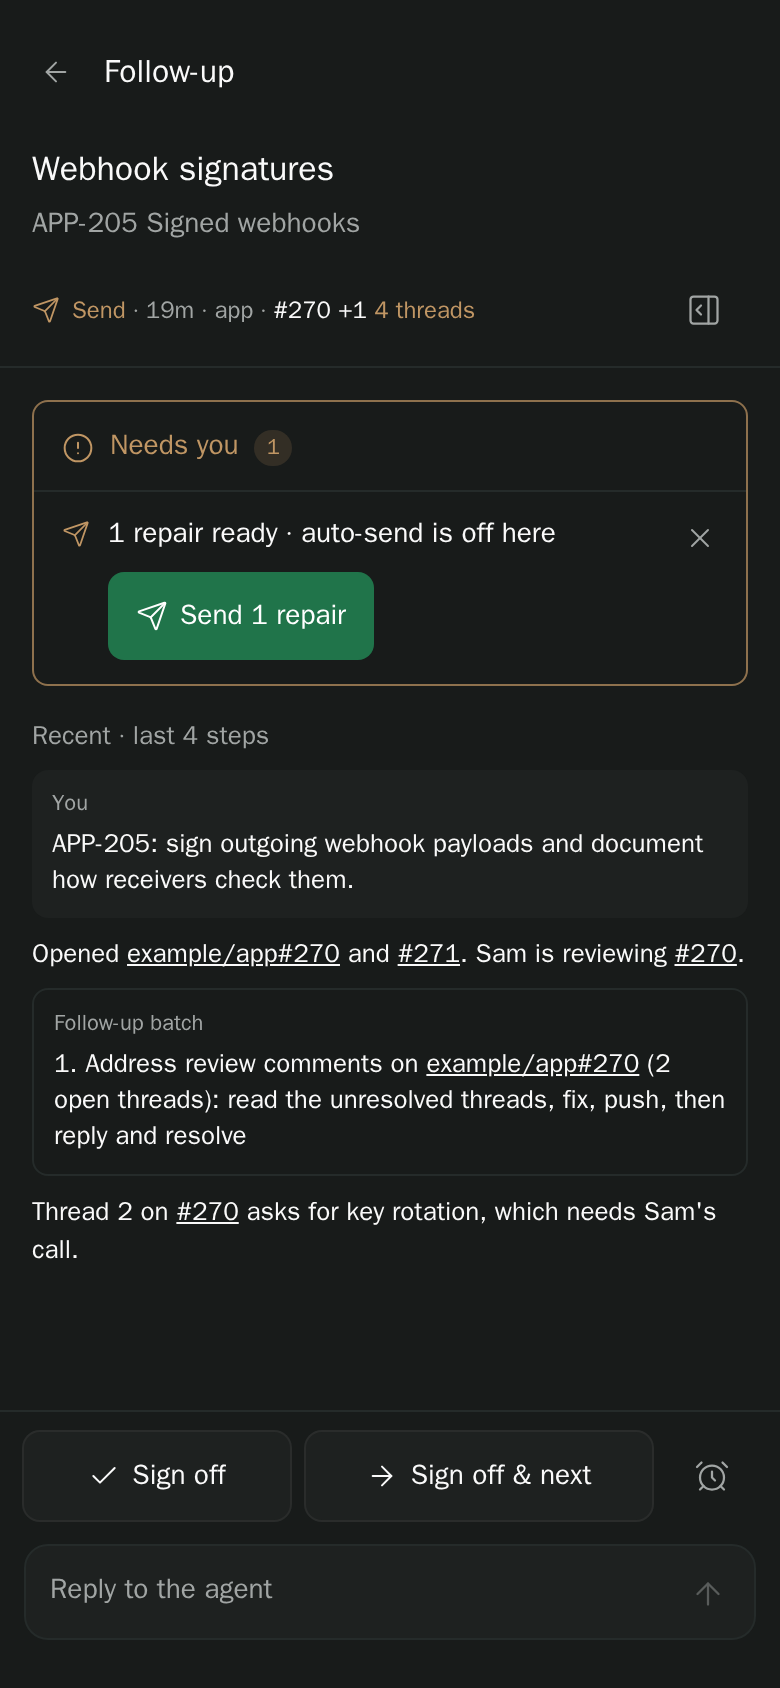 Follow-up
Webhook signatures
APP-205 Signed webhooks
Send · 19m · app · #270 +1 4 threads
Needs you 1
1 repair ready · auto-send is off here
Send 1 repair
Recent · last 4 steps
You
APP-205: sign outgoing webhook payloads and document
how receivers check them.
Opened example/app#270 and #271. Sam is reviewing #270.
Follow-up batch
1. Address review comments on example/app#270 (2
open threads): read the unresolved threads, fix, push, then
reply and resolve
Thread 2 on #270 asks for key rotation, which needs Sam's
call.
Sign off
Sign off & next
Reply to the agent